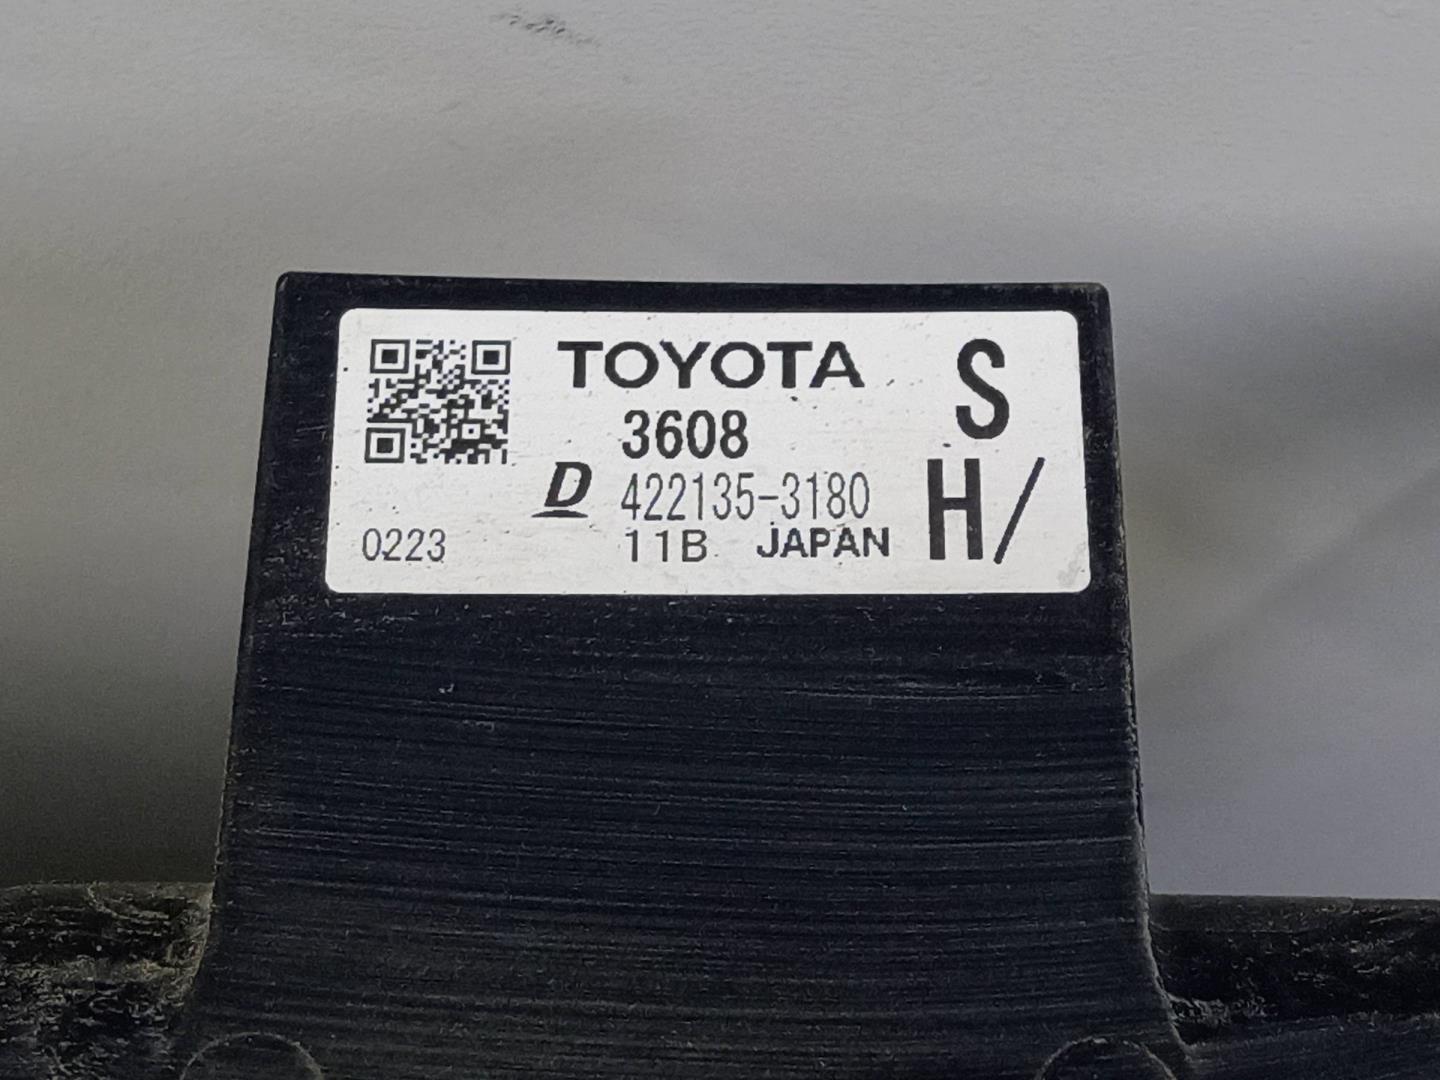 TOYOTA S
3608
D 422135-3180 H/
0223 11B JAPAN